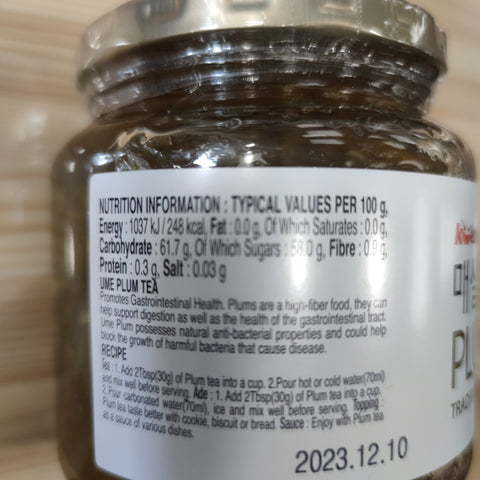 NUTRITION INFORMATION : TYPICAL VALUES PER 100 g,
Energy : 1037 kJ / 248 kcal, Fat : 0.0 g, Of Which Saturates : 0.0 g,
Carbohydrate : 61.7 g, Of Which Sugars : 58.0 g, Fibre : 0.9 g,
Protein : 0.3 g, Salt : 0.03 g
UME PLUM TEA
Promotes Gastrointestinal Health. Plums are a high-fiber food, they can
help support digestion as well as the health of the gastrointestinal tract.
Ume Plum possesses natural anti-bacterial properties and could help
block the growth of harmful bacteria that cause disease.
RECIPE
Tea : 1. Add 2Tbsp(30g) of Plum tea into a cup. 2.Pour hot or cold water(70ml)
and mix well before serving. Ade : 1. Add 2Tbsp(30g) of Plum tea into a cup.
2. Pour carbonated water(70ml), ice and mix well before serving. Topping :
Plum tea taste better with cookie, biscuit or bread. Sauce : Enjoy with Plum tea
as a sauce of various dishes.
2023.12.10
매실
PLU
TRADIT